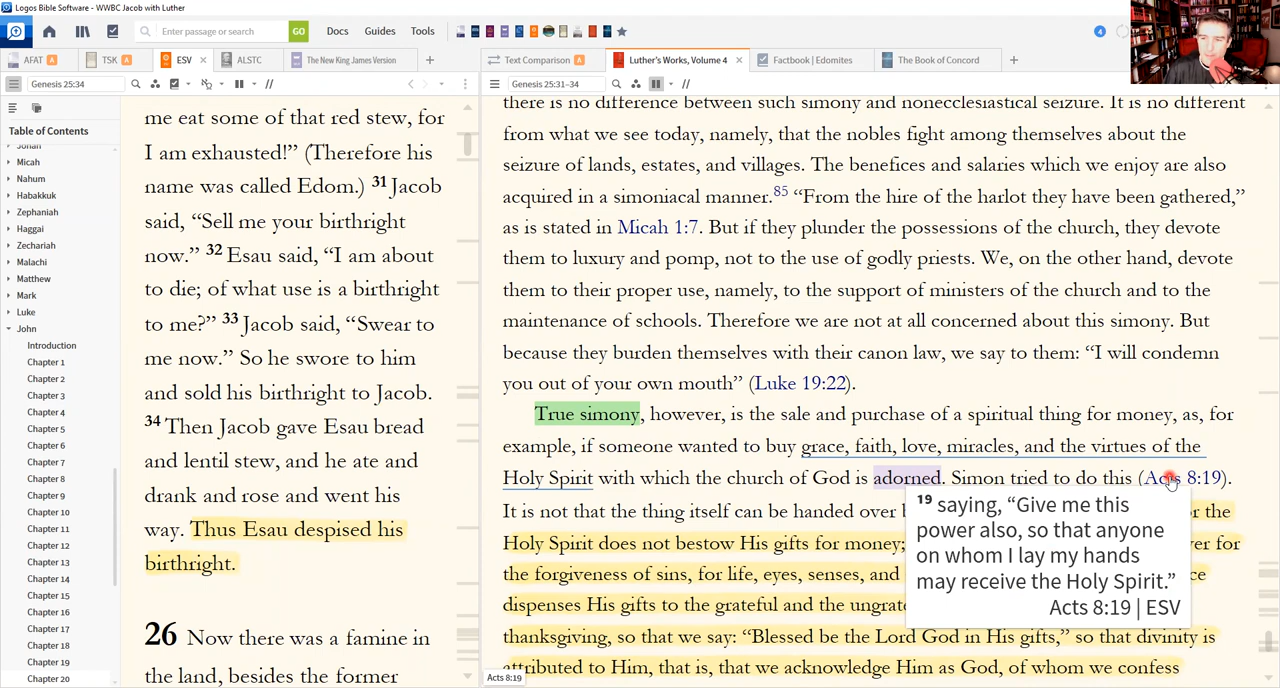 Logos Bible Software - WWBC Jacob with Luther
Enter passage or search
GO
Docs
Guides
Tools
4
AFAT A
TSK A
ESV
ALSTC
The New King James Version
Text Comparison A
Luther's Works, Volume 4
Factbook | Edomites
The Book of Concord
Genesis 25:34
Genesis 25:31–34
Table of Contents
Jonah
Micah
Nahum
Habakkuk
Zephaniah
Haggai
Zechariah
Malachi
Matthew
Mark
Luke
John
Introduction
Chapter 1
Chapter 2
Chapter 3
Chapter 4
Chapter 5
Chapter 6
Chapter 7
Chapter 8
Chapter 9
Chapter 10
Chapter 11
Chapter 12
Chapter 13
Chapter 14
Chapter 15
Chapter 16
Chapter 17
Chapter 18
Chapter 19
Chapter 20
me eat some of that red stew, for
I am exhausted!” (Therefore his
name was called Edom.) 31 Jacob
said, “Sell me your birthright
now.” 32 Esau said, “I am about
to die; of what use is a birthright
to me?” 33 Jacob said, “Swear to
me now.” So he swore to him
and sold his birthright to Jacob.
34 Then Jacob gave Esau bread
and lentil stew, and he ate and
drank and rose and went his
way. Thus Esau despised his
birthright.
26 Now there was a famine in
the land, besides the former
there is no difference between such simony and nonecclesiastical seizure. It is no different
from what we see today, namely, that the nobles fight among themselves about the
seizure of lands, estates, and villages. The benefices and salaries which we enjoy are also
acquired in a simoniacal manner.85 “From the hire of the harlot they have been gathered,”
as is stated in Micah 1:7. But if they plunder the possessions of the church, they devote
them to luxury and pomp, not to the use of godly priests. We, on the other hand, devote
them to their proper use, namely, to the support of ministers of the church and to the
maintenance of schools. Therefore we are not at all concerned about this simony. But
because they burden themselves with their canon law, we say to them: “I will condemn
you out of your own mouth” (Luke 19:22).
True simony, however, is the sale and purchase of a spiritual thing for money, as, for
example, if someone wanted to buy grace, faith, love, miracles, and the virtues of the
Holy Spirit with which the church of God is adorned. Simon tried to do this (Acts 8:19).
It is not that the thing itself can be handed over or the
Holy Spirit does not bestow His gifts for money; er for
the forgiveness of sins, for life, eyes, senses, and ce
dispenses His gifts to the grateful and the ungra
thanksgiving, so that we say: “Blessed be the Lord God in His gifts,” so that divinity is
attributed to Him, that is, that we acknowledge Him as God, of whom we confess
19 saying, “Give me this
power also, so that anyone
on whom I lay my hands
may receive the Holy Spirit.”
Acts 8:19 | ESV
Acts 8:19